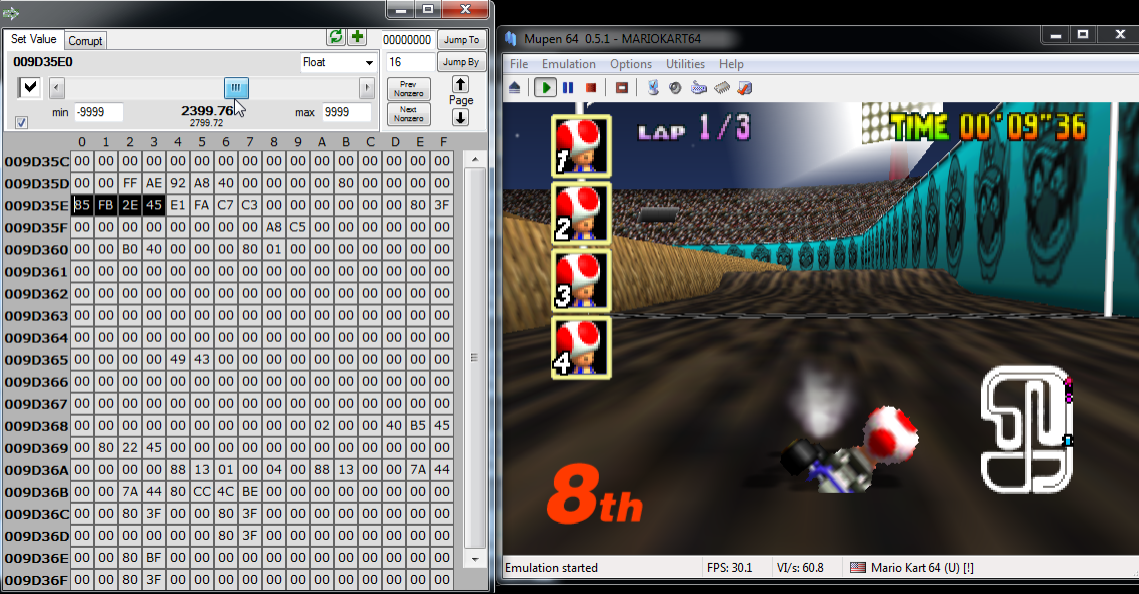 Set Value Corrupt 00000000 Jump To
009D35E0 Float 16 Jump By
Prev Nonzero
Next Nonzero
Page
min -9999 2399.76 max 9999
2799.72
0 1 2 3 4 5 6 7 8 9 A B C D E F
009D35C 00 00 00 00 00 00 00 00 00 00 00 00 00 00 00 00
009D35D 00 00 FF AE 92 A8 40 00 00 00 00 80 00 00 00 00
009D35E 85 FB 2E 45 E1 FA C7 C3 00 00 00 00 00 00 80 3F
009D35F 00 00 00 00 00 00 00 00 A8 C5 00 00 00 00 00 00
009D360 00 00 B0 40 00 00 00 80 01 00 00 00 00 00 00 00
009D361 00 00 00 00 00 00 00 00 00 00 00 00 00 00 00 00
009D362 00 00 00 00 00 00 00 00 00 00 00 00 00 00 00 00
009D363 00 00 00 00 00 00 00 00 00 00 00 00 00 00 00 00
009D364 00 00 00 00 00 00 00 00 00 00 00 00 00 00 00 00
009D365 00 00 00 00 49 43 00 00 00 00 00 00 00 00 00 00
009D366 00 00 00 00 00 00 00 00 00 00 00 00 00 00 00 00
009D367 00 00 00 00 00 00 00 00 00 00 00 00 00 00 00 00
009D368 00 00 00 00 00 00 00 00 00 00 02 00 00 40 B5 45
009D369 00 80 22 45 00 00 00 00 00 00 00 00 00 00 00 00
009D36A 00 00 00 00 88 13 01 00 04 00 88 13 00 00 7A 44
009D36B 00 00 7A 44 80 CC 4C BE 00 00 00 00 00 00 00 00
009D36C 00 00 80 3F 00 00 80 3F 00 00 00 00 00 00 00 00
009D36D 00 00 00 00 00 00 80 3F 00 00 00 00 00 00 00 00
009D36E 00 00 80 BF 00 00 00 00 00 00 00 00 00 00 00 00
009D36F 00 00 80 3F 00 00 00 00 00 00 00 00 00 00 00 00
Mupen 64 0.5.1 - MARIOKART64
File Emulation Options Utilities Help
LAP 1/3 TIME 00'09"36
1
2
3
4
8th
Emulation started FPS: 30.1 VI/s: 60.8 Mario Kart 64 (U) [!]